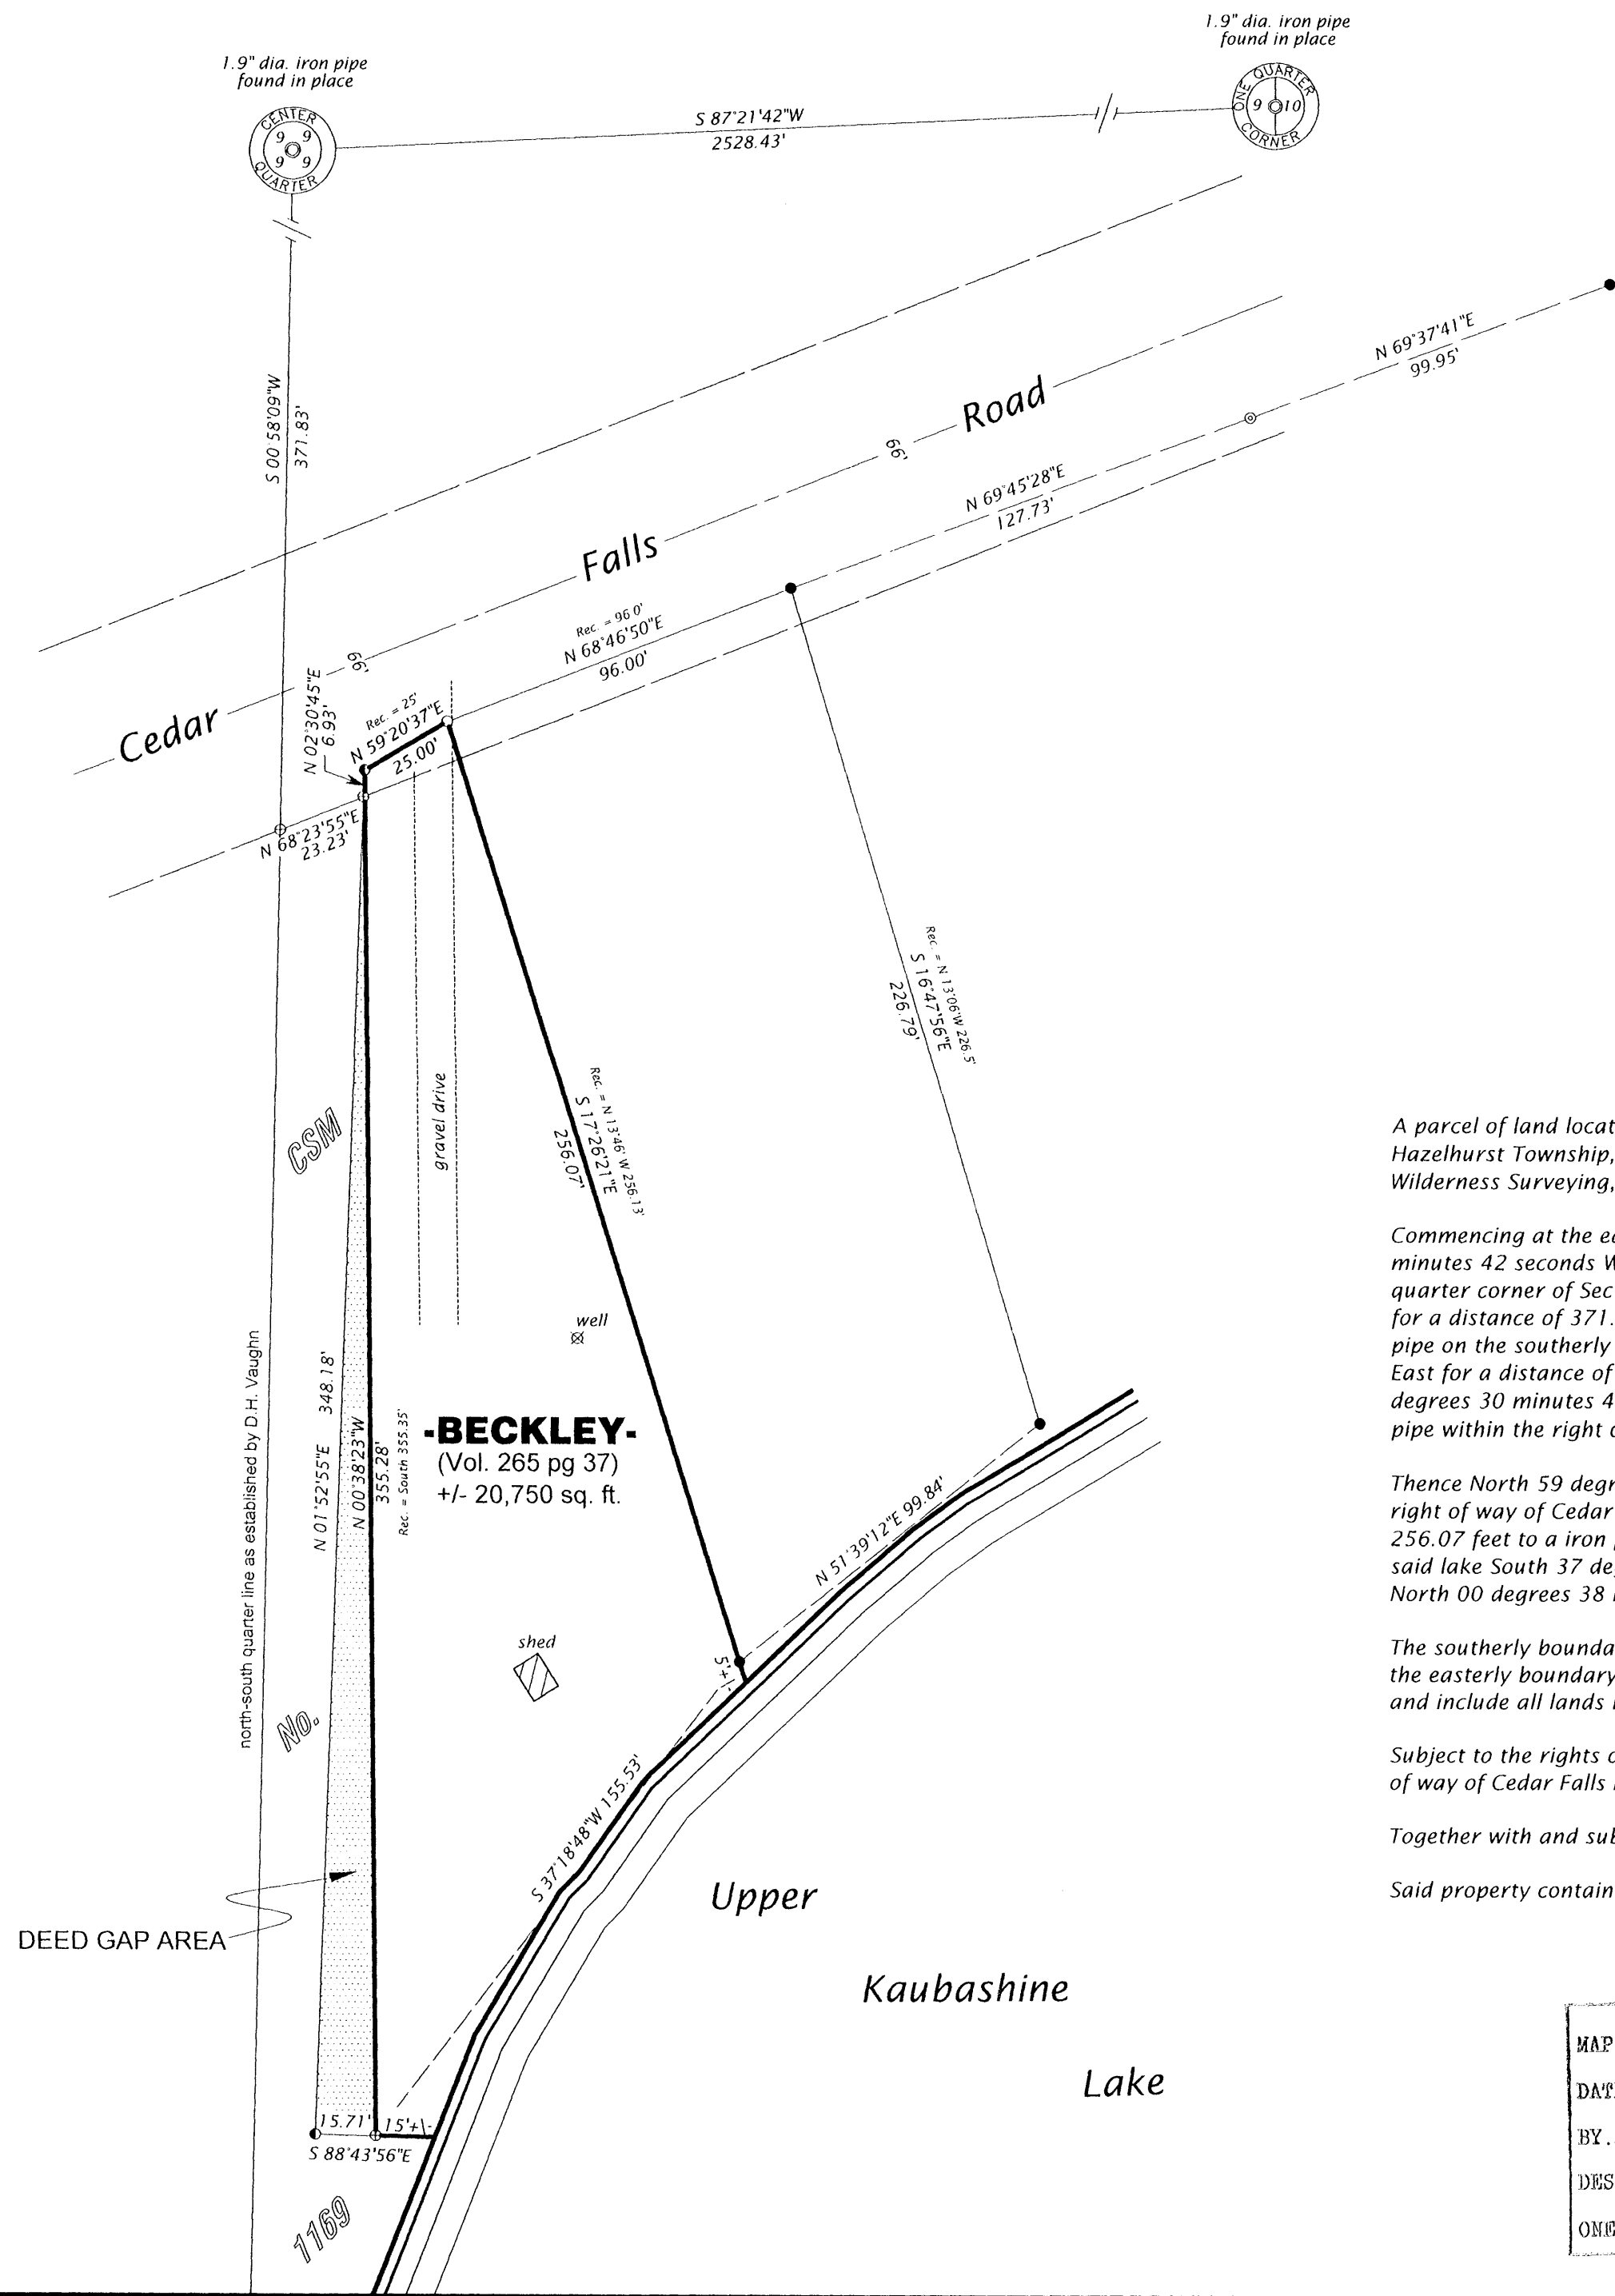 1.9" dia. iron pipe
found in place
1.9" dia. iron pipe
found in place
CENTER
9 9
9 9
QUARTER
S 87°21'42"W
2528.43'
ONE QUARTER
9 10
CORNER
S 00°58'09"W
371.83'
N 69°37'41"E
99.95'
Cedar Falls Road
66'
66'
N 69°45'28"E
127.73'
Rec. = 96.0'
N 68°46'50"E
96.00'
N 02°30'45"E
6.93'
Rec. = 25'
N 59°20'37"E
25.00'
N 68°23'55"E
23.23'
Rec. = N 13°06'W 226.5'
S 16°47'56"E
226.79'
Rec. = N 13°46' W 256.13'
S 17°26'21"E
256.07'
gravel drive
CSM
No.
1169
well
north-south quarter line as established by D.H. Vaughn
N 01°52'55"E 348.18'
N 00°38'23"W
355.28'
Rec. = South 355.35'
-BECKLEY-
(Vol. 265 pg 37)
+/- 20,750 sq. ft.
N 51°39'12"E 99.84'
shed
5'+\-
S 37°18'48"W 155.53'
DEED GAP AREA
15.71'
15'+\-
S 88°43'56"E
Upper
Kaubashine
Lake
A parcel of land locat
Hazelhurst Township,
Wilderness Surveying,
Commencing at the ea
minutes 42 seconds W
quarter corner of Sec
for a distance of 371.
pipe on the southerly
East for a distance of
degrees 30 minutes 4
pipe within the right o
Thence North 59 degr
right of way of Cedar
256.07 feet to a iron
said lake South 37 de
North 00 degrees 38
The southerly bounda
the easterly boundary
and include all lands
Subject to the rights o
of way of Cedar Falls
Together with and sub
Said property contain
MAP
DAT
BY.
DES
ONE